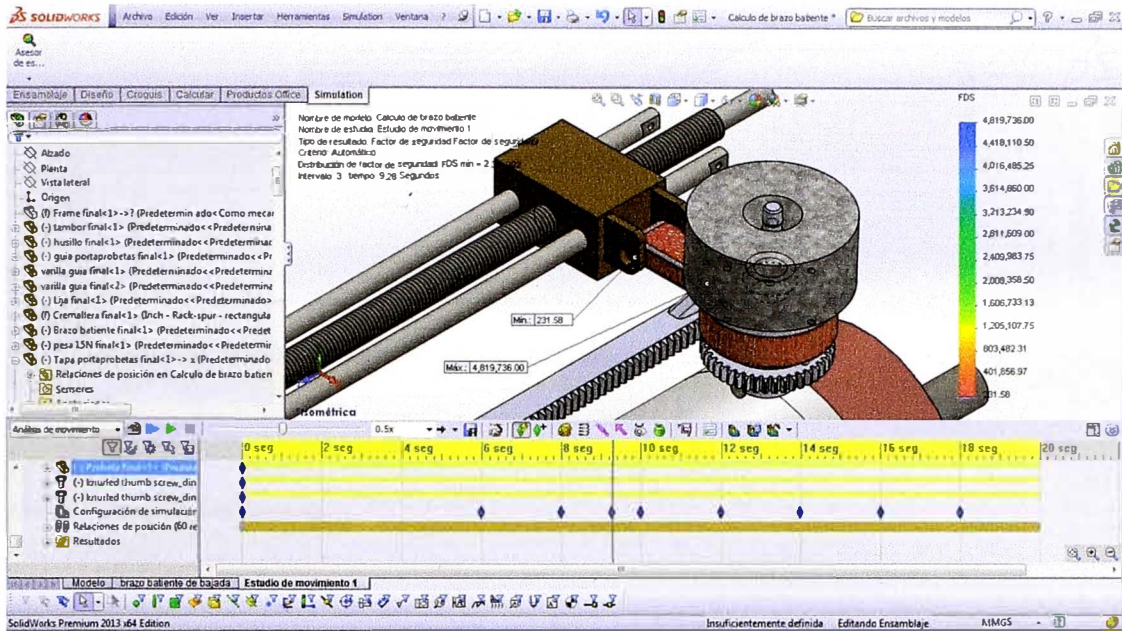 SOLIDWORKS Archivo Edición Ver Insertar Herramientas Simulation Ventana ? Calculo de brazo batiente * Buscar archivos y modelos
Asesor
de es...
Ensamblaje Diseño Croquis Calcular Productos Office Simulation
Nombre de modelo Calculo de brazo batiente
Nombre de estudio Estudio de movimiento 1
Tipo de resultado Factor de seguridad Factor de
Criterio Automático
Distribución de factor de seguridad FDS min = 2
Intervalo 3 tiempo 9,28 Segundos
Alzado
Planta
Vista lateral
Origen
(f) Frame final<1>->? (Predetermin ado<Como mecar
(-) tambor final<1> (Predeterminado<<Predetermina
(-) husillo final<1> (Predeterminado<<Predeterminac
(-) guia portaprobetas final<1> (Predeterminado<<Pr
varilla guia final<1> (Predeterminado<<Predetermina
varilla guia final<2> (Predeterminado<<Predetermina
(-) Lija final<1> (Predeterminado<<Predeterminado>
(f) Cremallera final<1> (Inch - Rack-spur - rectangula
(-) Brazo batiente final<1> (Predeterminado<<Predet
(-) pesa 15N final<1> (Predeterminado<<Predetermir
(-) Tapa portaprobetas final<1>-> x (Predeterminado
Relaciones de posición en Calculo de brazo batien
Sensores
FDS
4,819,736.00
4,418,110.50
4,016,485.25
3,614,860.00
3,213,234.90
2,811,609.00
2,409,983.75
2,008,358.50
1,606,733.13
1,205,107.75
803,482.31
401,856.97
231.58
Mín.: 231.58
Máx.: 4,819,736.00
Isométrica
Análisis de movimiento 0.5x
0 seg 2 seg 4 seg 6 seg 8 seg 10 seg 12 seg 14 seg 16 seg 18 seg 20 seg
(-) knurled thumb screw_din
(-) knurled thumb screw_din
Configuración de simulación
Relaciones de posición (60 re
Resultados
Modelo brazo batiente de bajada Estudio de movimiento 1
SolidWorks Premium 2013 x64 Edition Insuficientemente definida Editando Ensamblaje MMGS